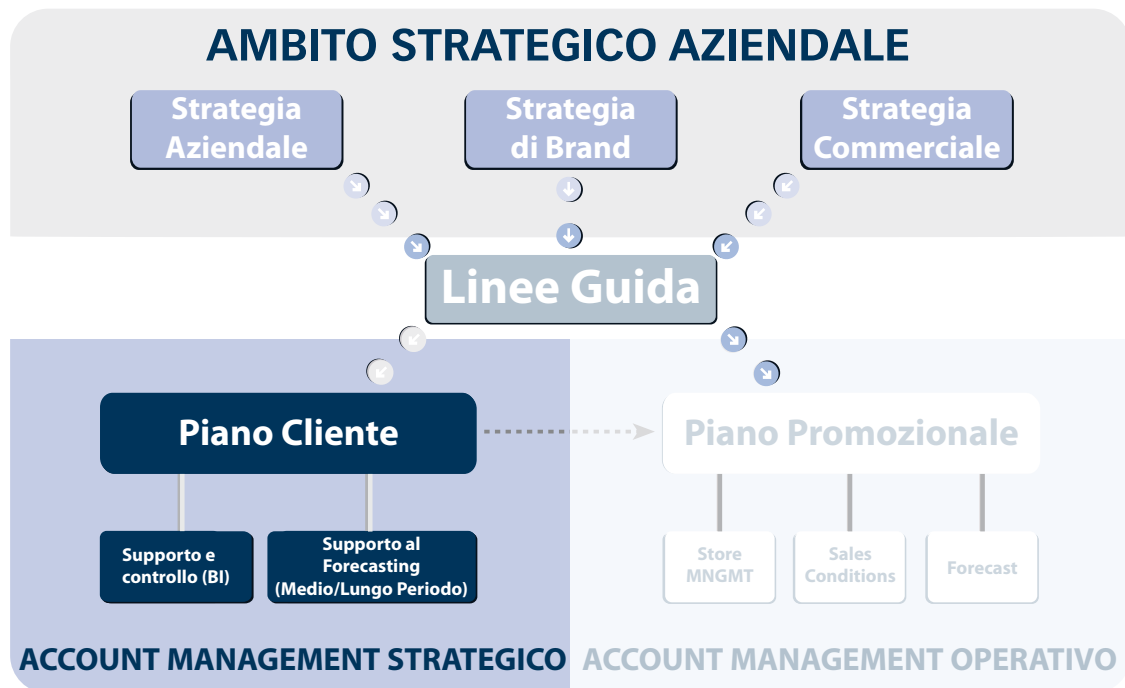 AMBITO STRATEGICO AZIENDALE
Strategia
Aziendale
Strategia
di Brand
Strategia
Commerciale
Linee Guida
Piano Cliente
Piano Promozionale
Supporto e
controllo (BI)
Supporto al
Forecasting
(Medio/Lungo Periodo)
Store
MNGMT
Sales
Conditions
Forecast
ACCOUNT MANAGEMENT STRATEGICO
ACCOUNT MANAGEMENT OPERATIVO